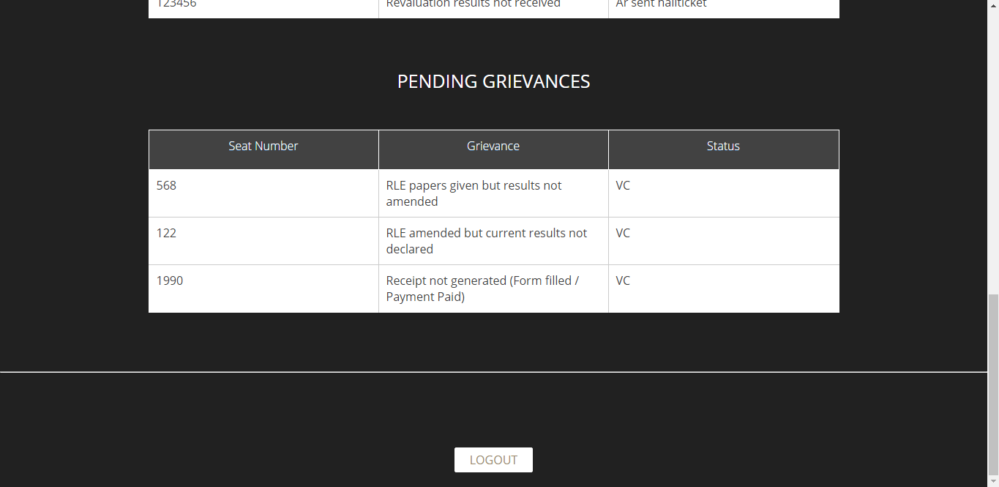 123456 Revaluation results not received Ar sent hallticket
PENDING GRIEVANCES
Seat Number Grievance Status
568 RLE papers given but results not VC
amended
122 RLE amended but current results not VC
declared
1990 Receipt not generated (Form filled / VC
Payment Paid)
LOGOUT